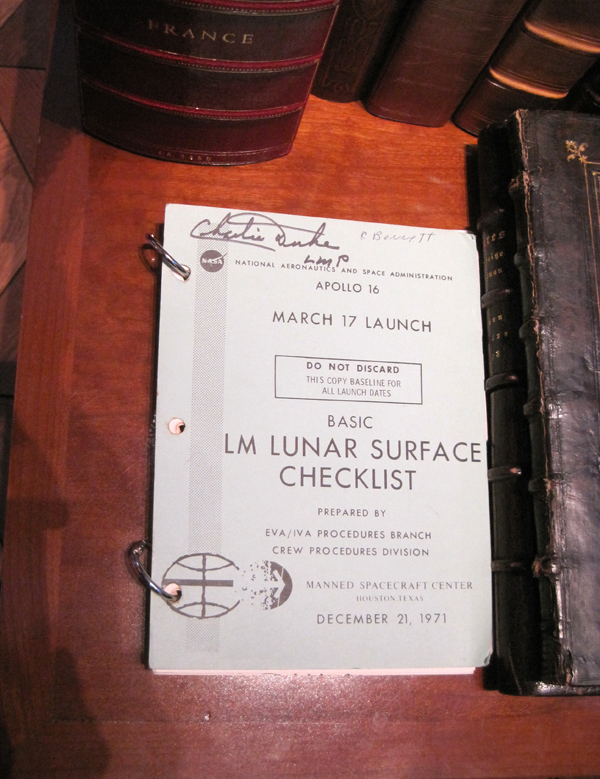 FRANCE
Charlie Duke
LMP
NASA
NATIONAL AERONAUTICS AND SPACE ADMINISTRATION
APOLLO 16
MARCH 17 LAUNCH
DO NOT DISCARD
THIS COPY BASELINE FOR
ALL LAUNCH DATES
BASIC
LM LUNAR SURFACE
CHECKLIST
PREPARED BY
EVA/IVA PROCEDURES BRANCH
CREW PROCEDURES DIVISION
MANNED SPACECRAFT CENTER
HOUSTON, TEXAS
DECEMBER 21, 1971